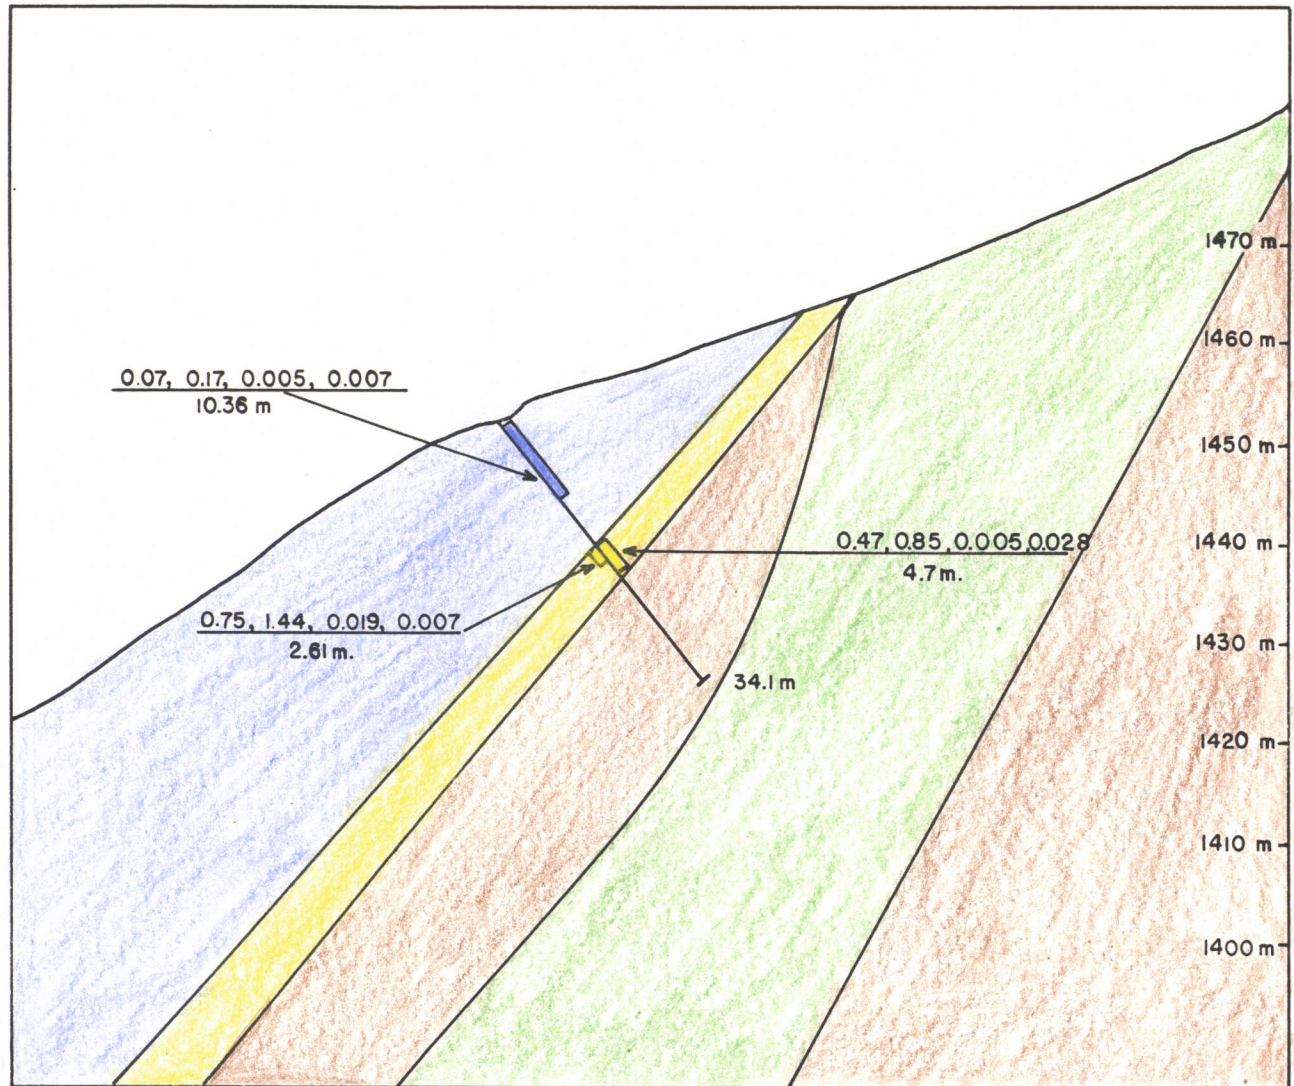 1470 m
1460 m
0.07, 0.17, 0.005, 0.007
10.36 m
1450 m
0.47, 0.85, 0.005, 0.028
4.7 m.
1440 m
0.75, 1.44, 0.019, 0.007
2.61 m.
1430 m
34.1 m
1420 m
1410 m
1400 m